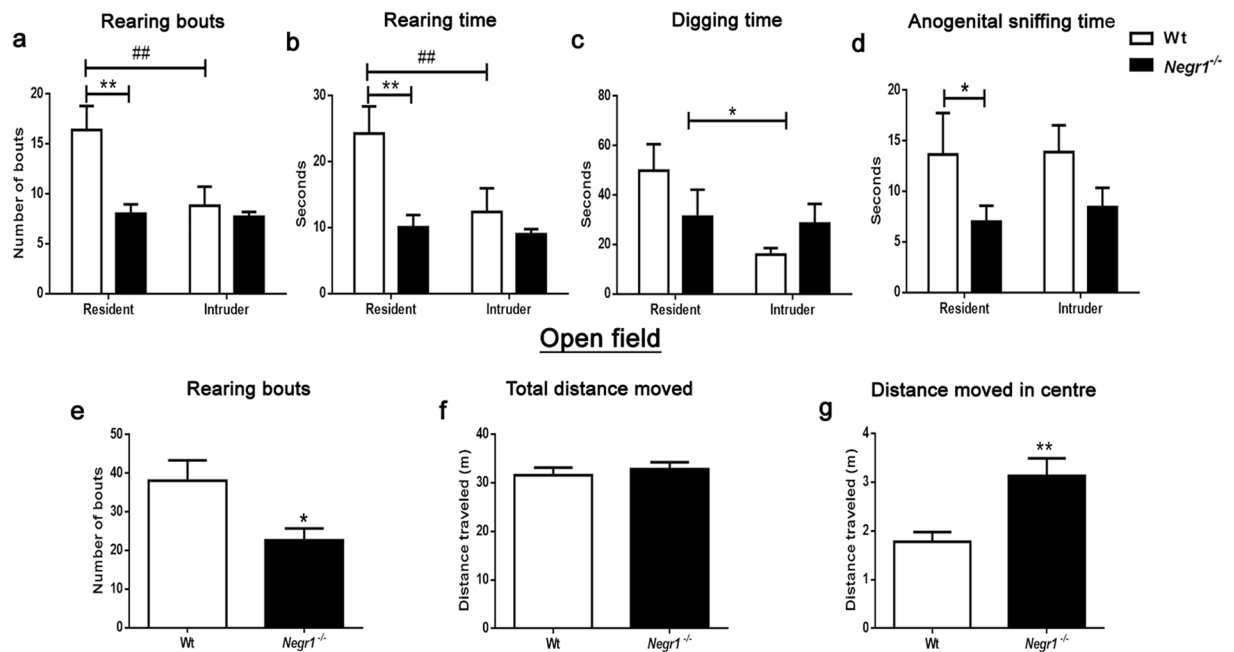 Rearing bouts
Rearing time
Digging time
Anogenital sniffing time
a
b
c
d
Wt
Negr1-/-
##
**
##
**
*
*
Number of bouts
20
15
10
5
0
Resident
Intruder
Seconds
30
20
10
0
Resident
Intruder
Seconds
80
60
40
20
0
Resident
Intruder
Seconds
20
15
10
5
0
Resident
Intruder
Open field
Rearing bouts
Total distance moved
Distance moved in centre
e
f
g
Number of bouts
50
40
30
20
10
0
*
Wt
Negr1-/-
Distance traveled (m)
40
30
20
10
0
Wt
Negr1-/-
Distance traveled (m)
4
3
2
1
0
**
Wt
Negr1-/-